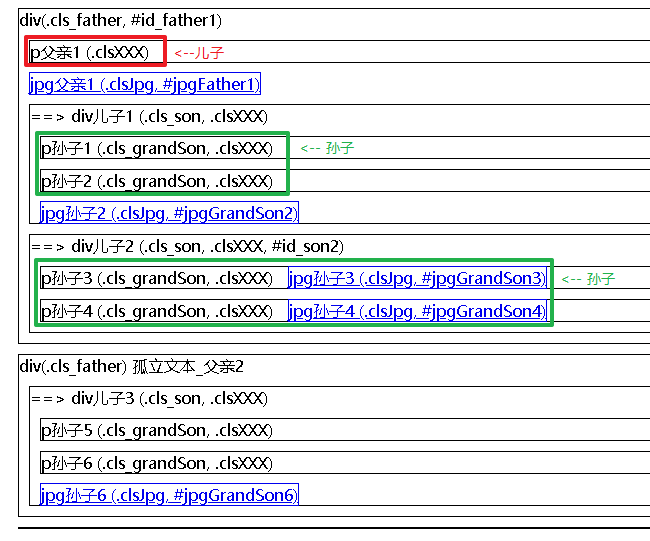 div(.cls_father, #id_father1)
p父亲1 (.clsXXX) <--儿子
jpg父亲1 (.clsJpg, #jpgFather1)
==> div儿子1 (.cls_son, .clsXXX)
p孙子1 (.cls_grandSon, .clsXXX) <-- 孙子
p孙子2 (.cls_grandSon, .clsXXX)
jpg孙子2 (.clsJpg, #jpgGrandSon2)
==> div儿子2 (.cls_son, .clsXXX, #id_son2)
p孙子3 (.cls_grandSon, .clsXXX) jpg孙子3 (.clsJpg, #jpgGrandSon3) <-- 孙子
p孙子4 (.cls_grandSon, .clsXXX) jpg孙子4 (.clsJpg, #jpgGrandSon4)
div(.cls_father) 孤立文本_父亲2
==> div儿子3 (.cls_son, .clsXXX)
p孙子5 (.cls_grandSon, .clsXXX)
p孙子6 (.cls_grandSon, .clsXXX)
jpg孙子6 (.clsJpg, #jpgGrandSon6)